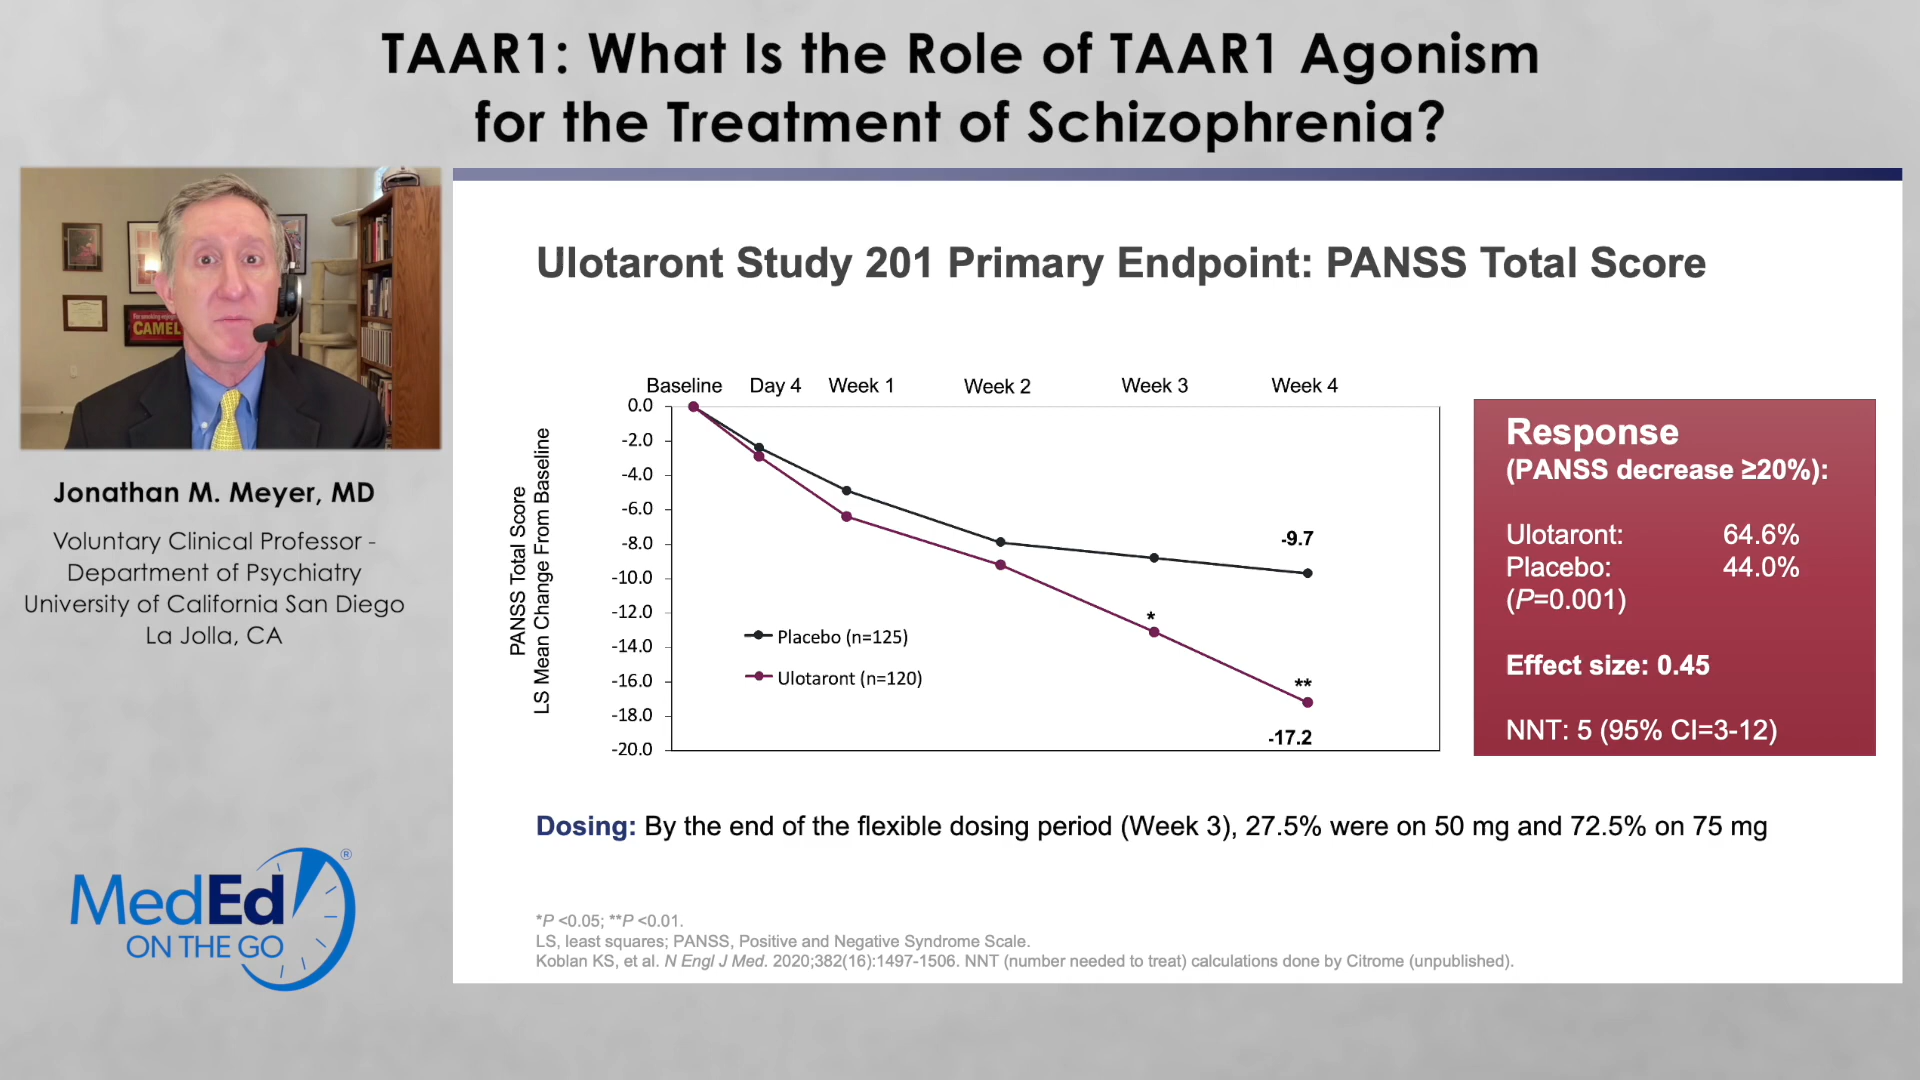 TAAR1: What Is the Role of TAAR1 Agonism
for the Treatment of Schizophrenia?
CAMEL
Jonathan M. Meyer, MD
Voluntary Clinical Professor -
Department of Psychiatry
University of California San Diego
La Jolla, CA
MedEd®
ON THE GO
Ulotaront Study 201 Primary Endpoint: PANSS Total Score
Baseline Day 4 Week 1 Week 2 Week 3 Week 4
PANSS Total Score
LS Mean Change From Baseline
0.0
-2.0
-4.0
-6.0
-8.0
-10.0
-12.0
-14.0
-16.0
-18.0
-20.0
-9.7
*
**
-17.2
Placebo (n=125)
Ulotaront (n=120)
Response
(PANSS decrease ≥20%):
Ulotaront: 64.6%
Placebo: 44.0%
(P=0.001)
Effect size: 0.45
NNT: 5 (95% CI=3-12)
Dosing: By the end of the flexible dosing period (Week 3), 27.5% were on 50 mg and 72.5% on 75 mg
*P <0.05; **P <0.01.
LS, least squares; PANSS, Positive and Negative Syndrome Scale.
Koblan KS, et al. N Engl J Med. 2020;382(16):1497-1506. NNT (number needed to treat) calculations done by Citrome (unpublished).